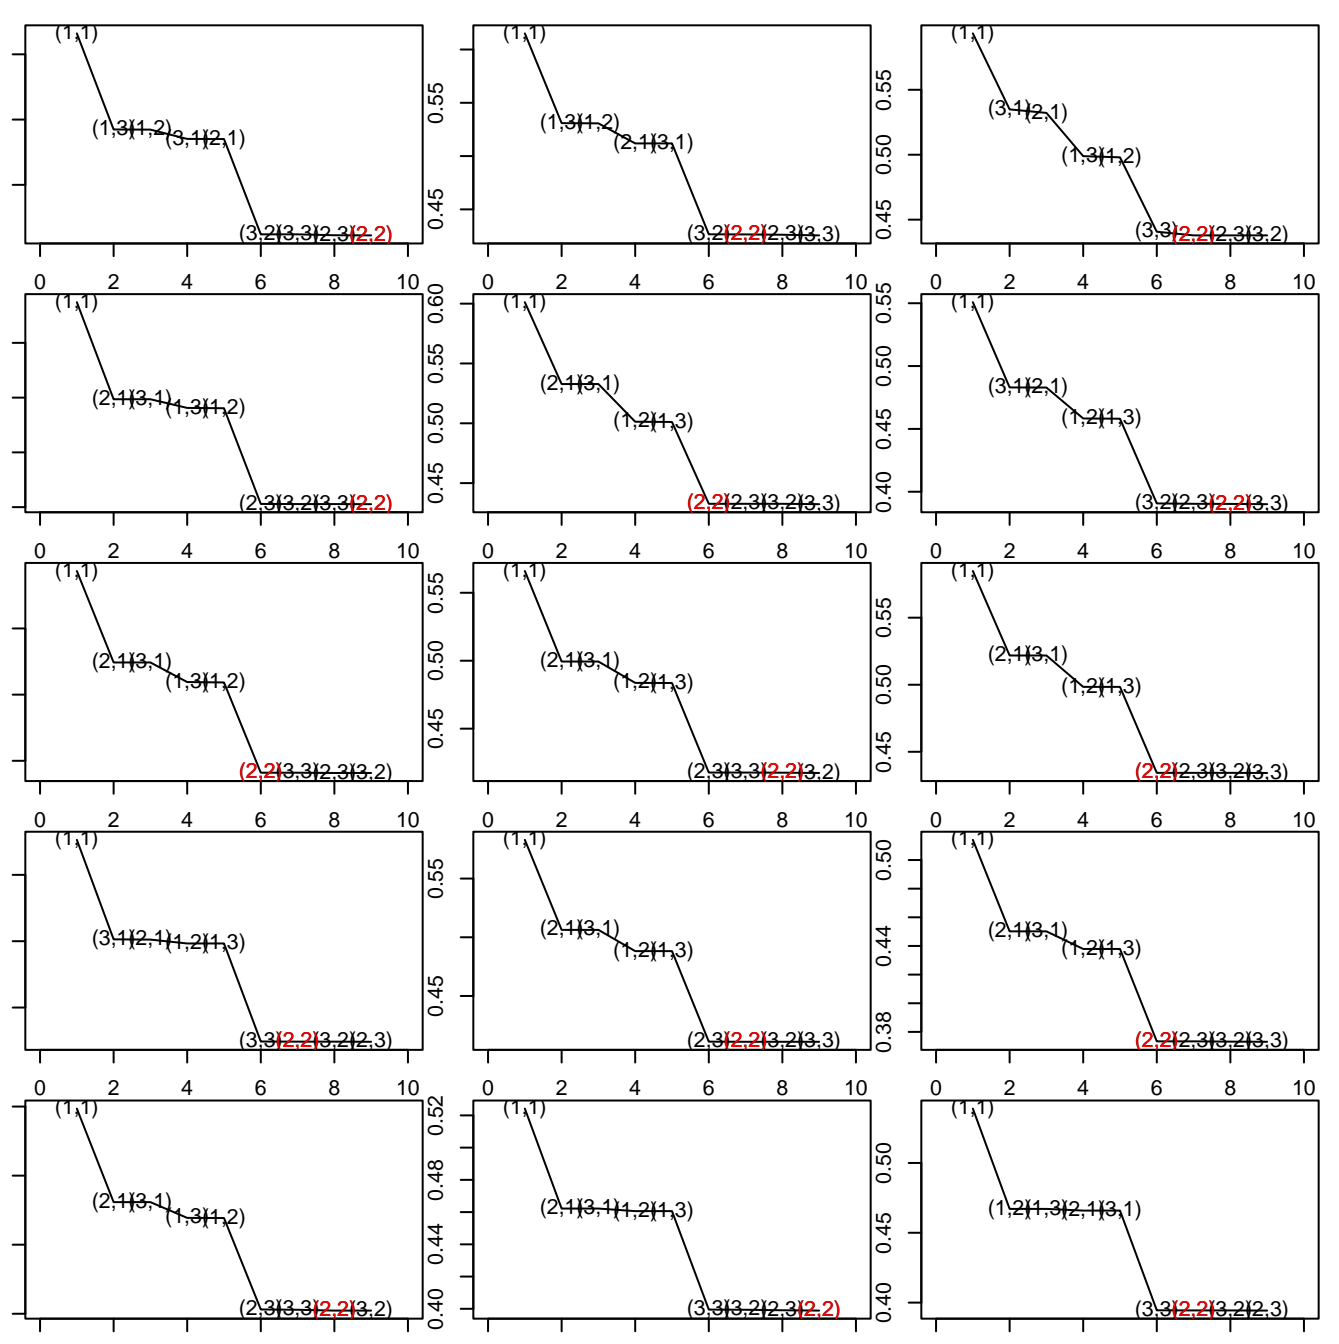 (1,1) (1,1) (1,1)
0.55 0.55
(1,3) (1,2) (3,1) (2,1) (1,3) (1,2) (2,1) (3,1) (3,1) (2,1) (1,3) (1,2)
0.50
0.45 0.45
(3,2) (3,3) (2,3) (2,2) (3,2) (2,2) (2,3) (3,3) (3,3) (2,2) (2,3) (3,2)
0 2 4 6 8 10 0 2 4 6 8 10 0 2 4 6 8 10
(1,1) (1,1) (1,1)
0.60 0.55
0.55 0.50
(2,1) (3,1) (1,3) (1,2) (2,1) (3,1) (1,2) (1,3) (3,1) (2,1) (1,2) (1,3)
0.50 0.45
0.45 0.40
(2,3) (3,2) (3,3) (2,2) (2,2) (2,3) (3,2) (3,3) (3,2) (2,3) (2,2) (3,3)
0 2 4 6 8 10 0 2 4 6 8 10 0 2 4 6 8 10
(1,1) (1,1) (1,1)
0.55 0.55
(2,1) (3,1) (1,3) (1,2) (2,1) (3,1) (1,2) (1,3) (2,1) (3,1) (1,2) (1,3)
0.50 0.50
0.45 0.45
(2,2) (3,3) (2,3) (3,2) (2,3) (3,3) (2,2) (3,2) (2,2) (2,3) (3,2) (3,3)
0 2 4 6 8 10 0 2 4 6 8 10 0 2 4 6 8 10
(1,1) (1,1) (1,1)
0.55 0.50
(3,1) (2,1) (1,2) (1,3) (2,1) (3,1) (1,2) (1,3) (2,1) (3,1) (1,2) (1,3)
0.44
0.45 0.38
(3,3) (2,2) (3,2) (2,3) (2,3) (2,2) (3,2) (3,3) (2,2) (2,3) (3,2) (3,3)
0 2 4 6 8 10 0 2 4 6 8 10 0 2 4 6 8 10
(1,1) (1,1) (1,1)
0.52 0.50
0.48
(2,1) (3,1) (1,3) (1,2) (2,1) (3,1) (1,2) (1,3) (1,2) (1,3) (2,1) (3,1)
0.44 0.45
0.40 0.40
(2,3) (3,3) (2,2) (3,2) (3,3) (3,2) (2,3) (2,2) (3,3) (2,2) (3,2) (2,3)